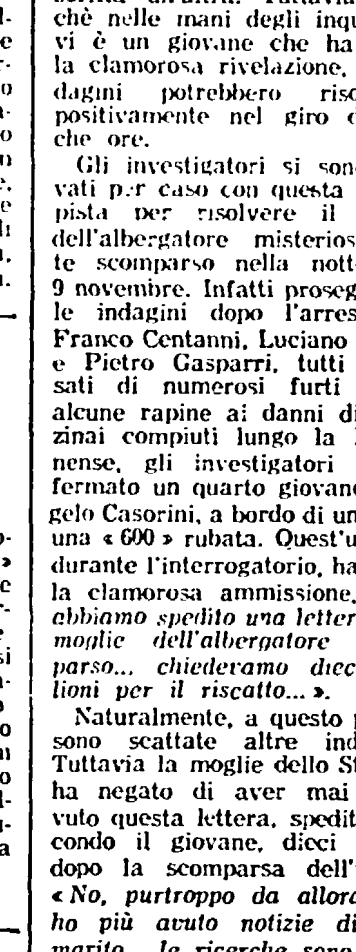 chè nelle mani degli inqu
vi è un giovane che ha
la clamorosa rivelazione,
dagini potrebbero riso
positivamente nel giro d
che ore.
Gli investigatori si son
vati per caso con questa
pista per risolvere il
dell'albergatore misterios
te scomparso nella nott
9 novembre. Infatti proseg
le indagini dopo l'arres
Franco Centanni, Luciano
e Pietro Gasparri, tutti
sati di numerosi furti
alcune rapine ai danni di
zinai compiuti lungo la
nense, gli investigatori
fermato un quarto giovane
gelo Casorini, a bordo di un
una « 600 » rubata. Quest'u
durante l'interrogatorio, ha
la clamorosa ammissione.
abbiamo spedito una letter
moglie dell'albergatore
parso... chiedevamo diec
lioni per il riscatto... ».
Naturalmente, a questo p
sono scattate altre ind
Tuttavia la moglie dello St
ha negato di aver mai
vuto questa lettera, spedit
condo il giovane, dieci
dopo la scomparsa dell'
« No, purtroppo da allora
ho più avuto notizie di
marito... le ricerche sono